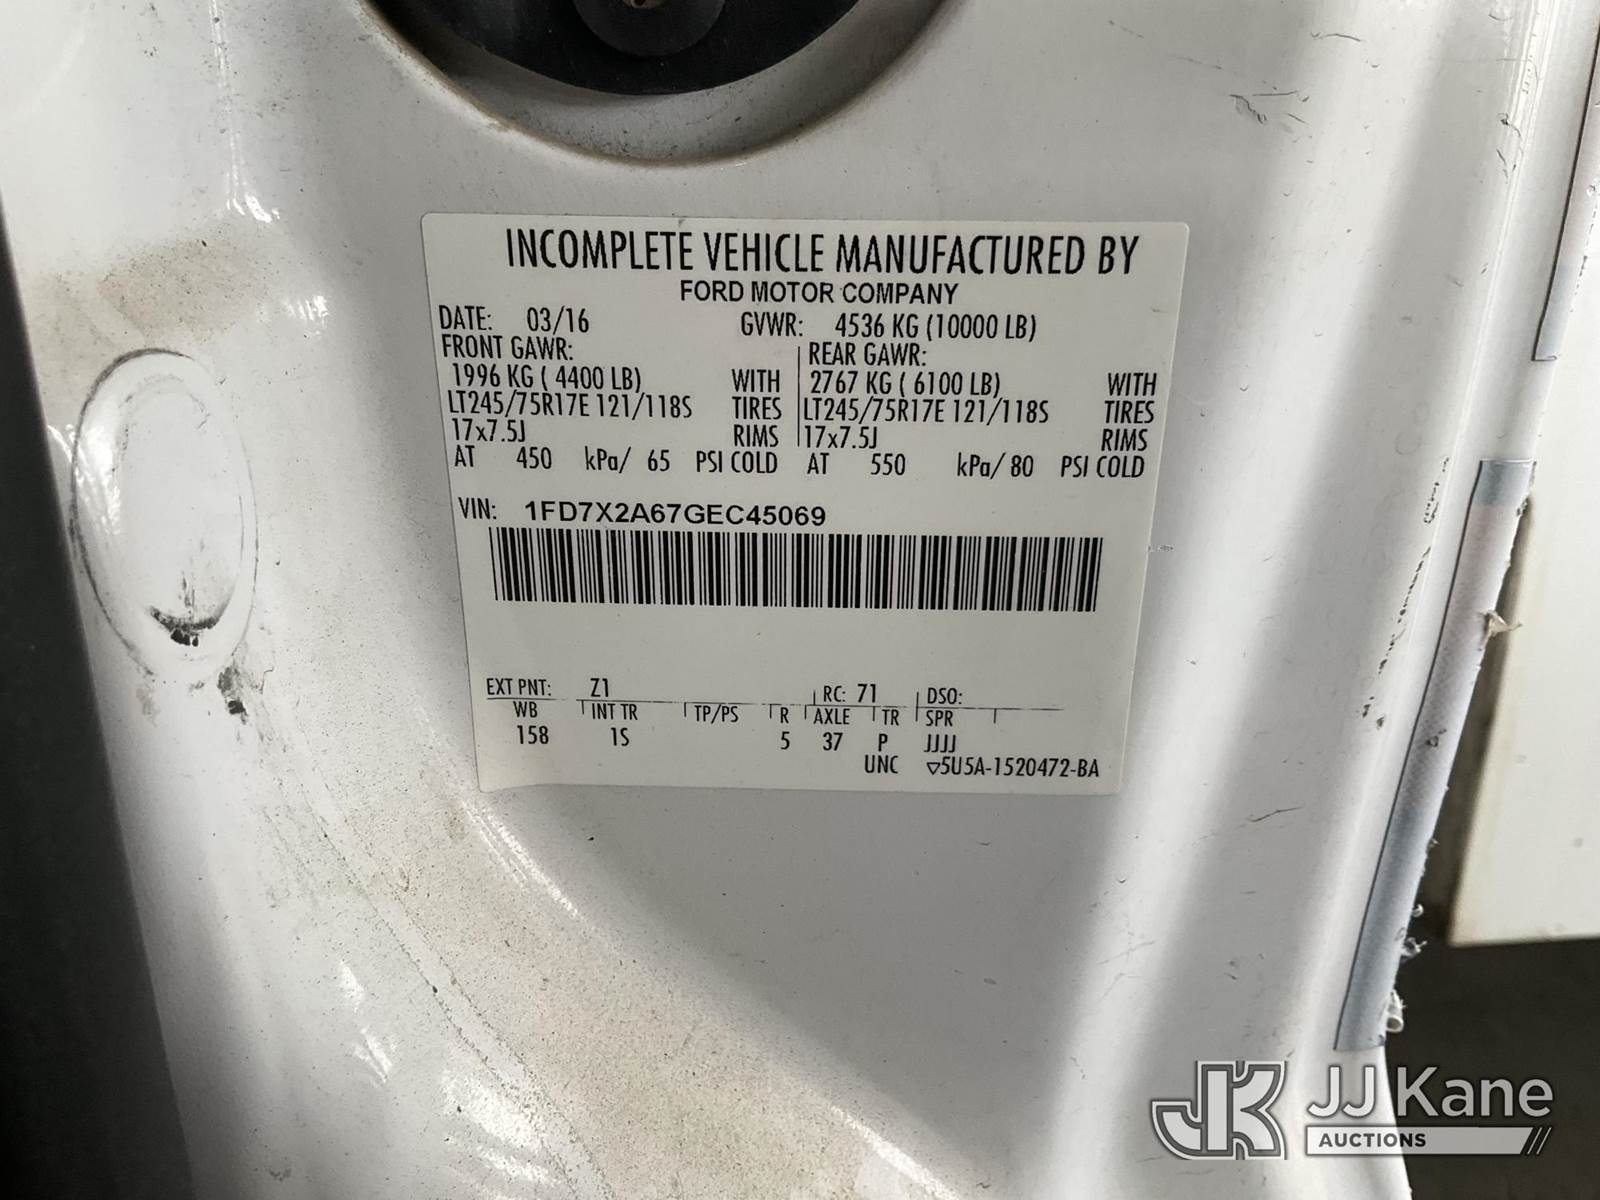 INCOMPLETE VEHICLE MANUFACTURED BY
FORD MOTOR COMPANY
DATE: 03/16 GVWR: 4536 KG (10000 LB)
FRONT GAWR: REAR GAWR:
1996 KG ( 4400 LB) WITH 2767 KG ( 6100 LB) WITH
LT245/75R17E 121/118S TIRES LT245/75R17E 121/118S TIRES
17x7.5J RIMS 17x7.5J RIMS
AT 450 kPa/ 65 PSI COLD AT 550 kPa/ 80 PSI COLD
VIN: 1FD7X2A67GEC45069
EXT PNT: Z1 RC: 71 DSO:
WB INT TR TP/PS R AXLE TR SPR
158 1S 5 37 P JJJJ
UNC ▽5U5A-1520472-BA
JK JJ Kane
AUCTIONS